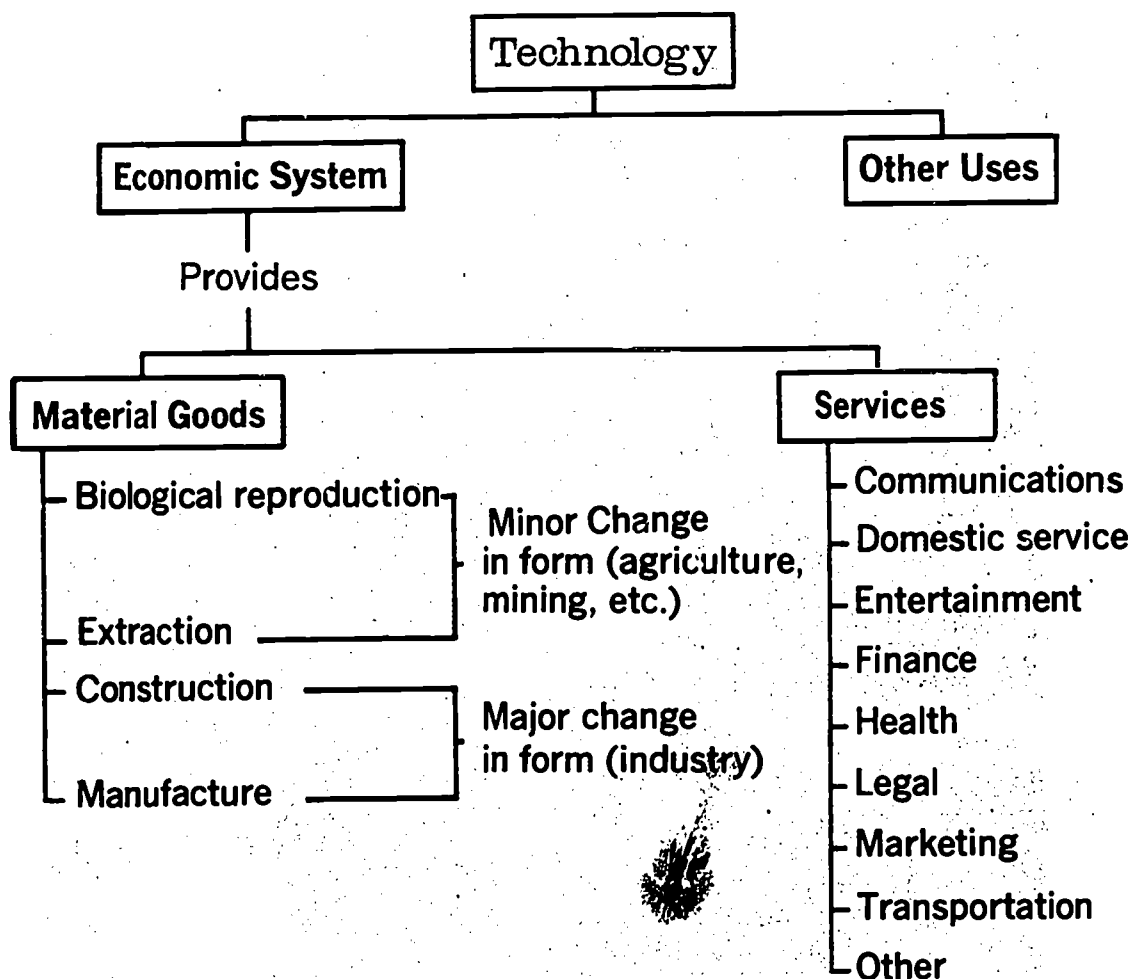 Technology
Economic System
Other Uses
Provides
Material Goods
Services
Biological reproduction
Extraction
Construction
Manufacture
Minor Change
in form (agriculture,
mining, etc.)
Major change
in form (industry)
Communications
Domestic service
Entertainment
Finance
Health
Legal
Marketing
Transportation
Other